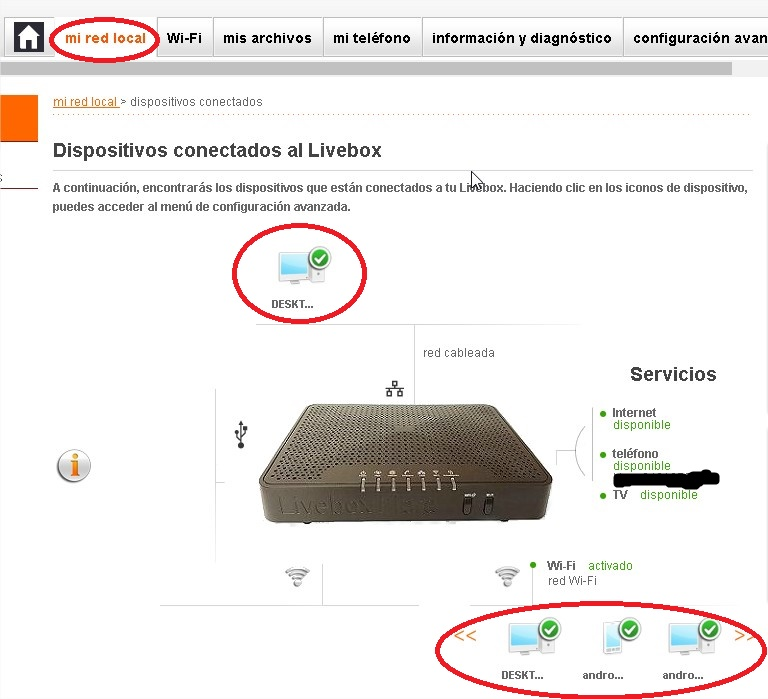 mi red local Wi-Fi mis archivos mi teléfono información y diagnóstico configuración avan
mi red local > dispositivos conectados
Dispositivos conectados al Livebox
A continuación, encontrarás los dispositivos que están conectados a tu Livebox. Haciendo clic en los iconos de dispositivo,
puedes acceder al menú de configuración avanzada.
DESKT...
red cableada
Servicios
Internet
disponible
teléfono
disponible
TV disponible
Livebox
Wi-Fi activado
red Wi-Fi
<< >>
DESKT... andro... andro...